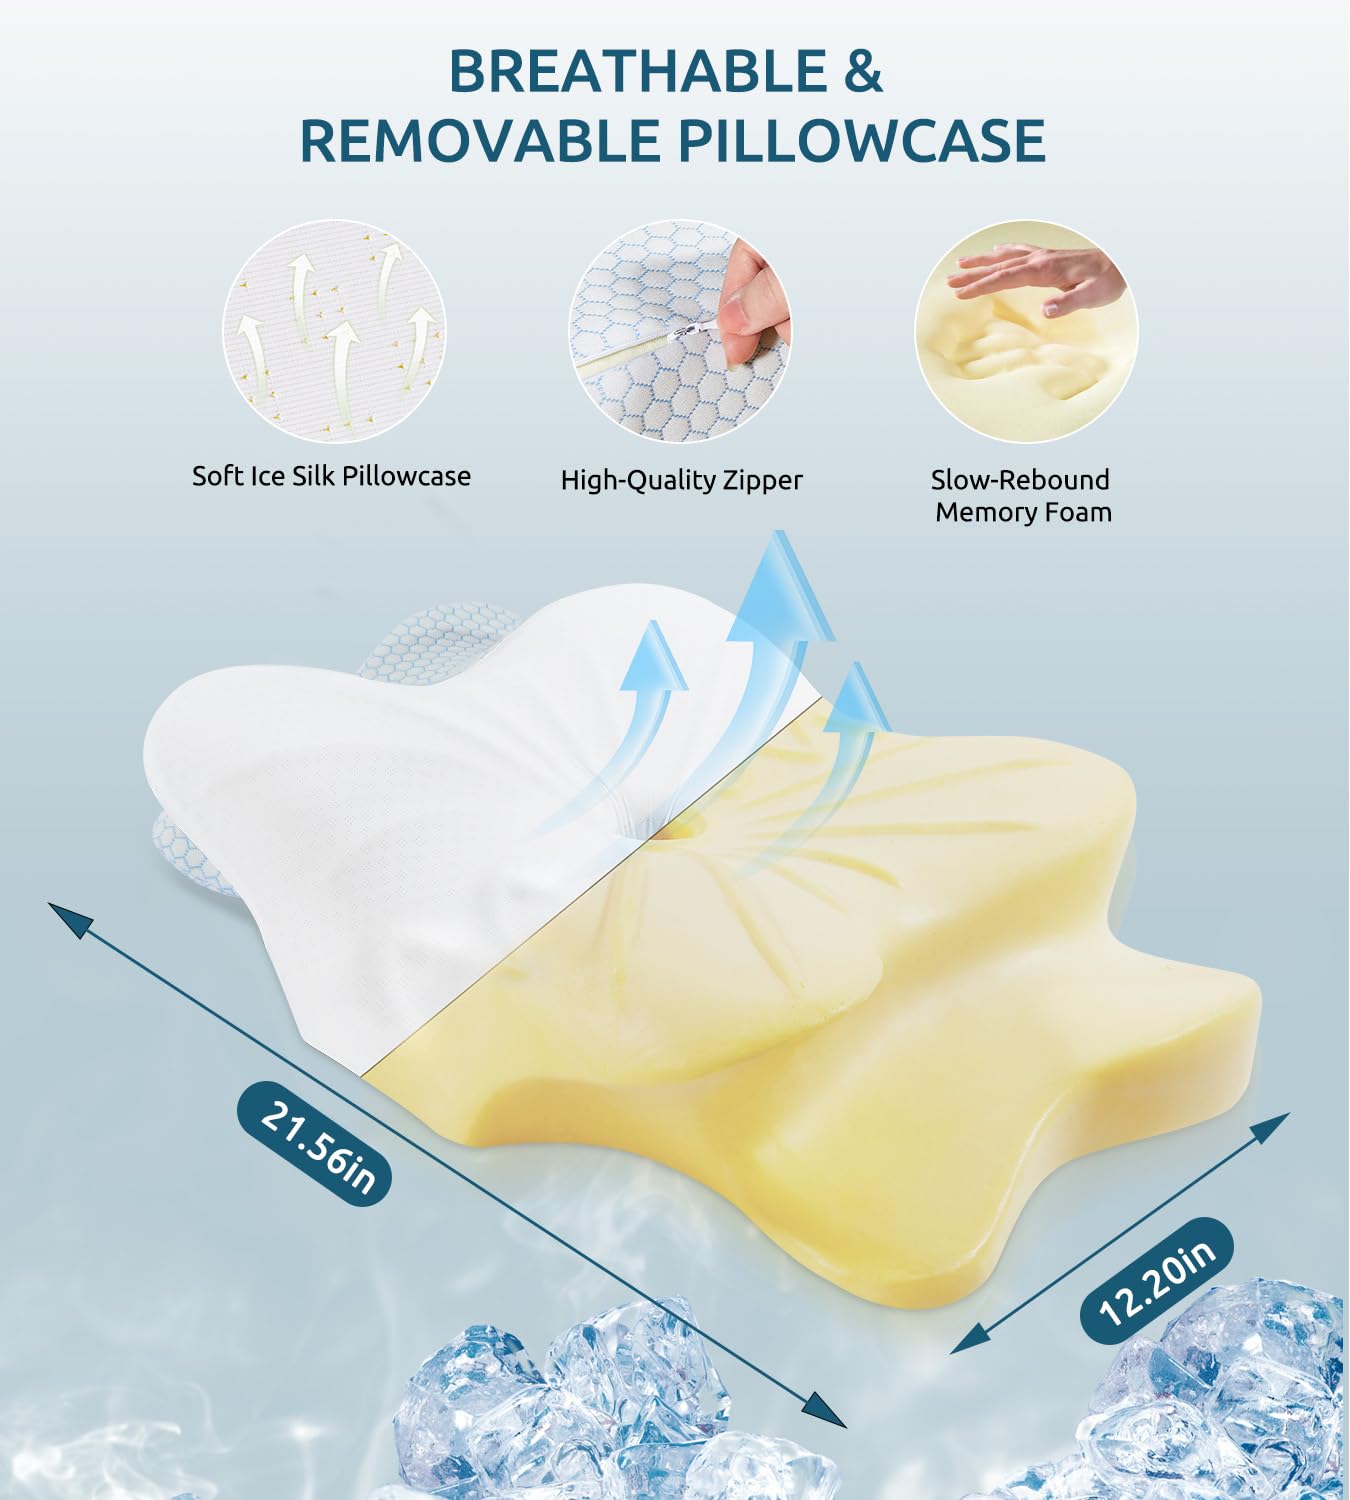 BREATHABLE &
REMOVABLE PILLOWCASE
Soft Ice Silk Pillowcase
High-Quality Zipper
Slow-Rebound
Memory Foam
21.56in
12.20in